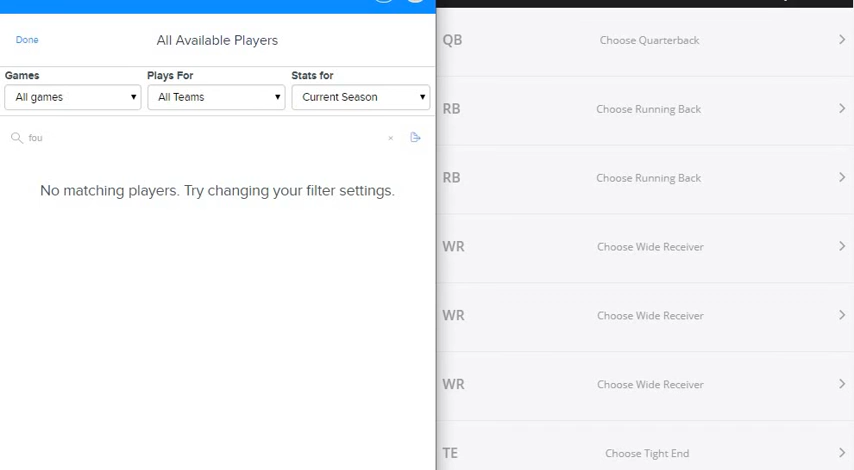 Done
All Available Players
Games
Plays For
Stats for
All games
All Teams
Current Season
fou
×
No matching players. Try changing your filter settings.
QB
Choose Quarterback
RB
Choose Running Back
RB
Choose Running Back
WR
Choose Wide Receiver
WR
Choose Wide Receiver
WR
Choose Wide Receiver
TE
Choose Tight End